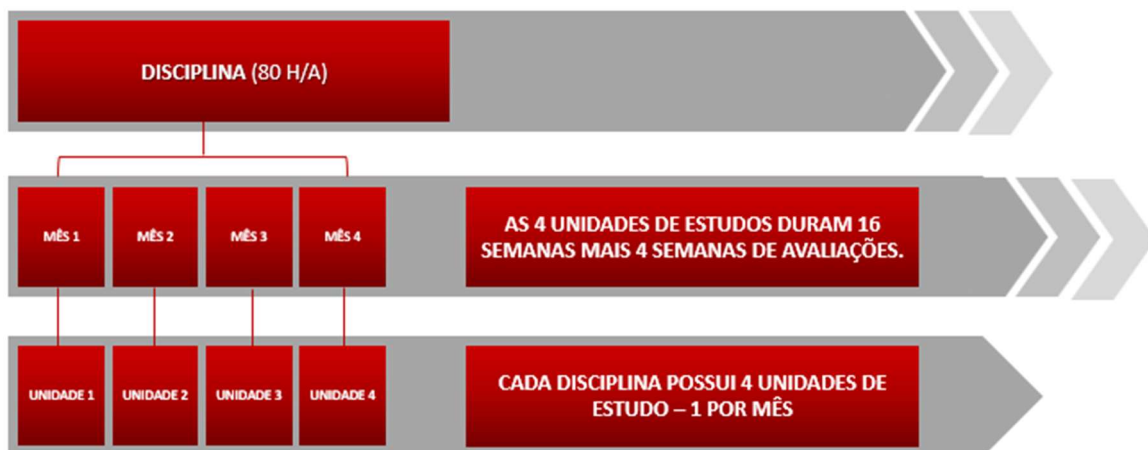 DISCIPLINA (80 H/A)
MÊS 1
MÊS 2
MÊS 3
MÊS 4
AS 4 UNIDADES DE ESTUDOS DURAM 16
SEMANAS MAIS 4 SEMANAS DE AVALIAÇÕES.
UNIDADE 1
UNIDADE 2
UNIDADE 3
UNIDADE 4
CADA DISCIPLINA POSSUI 4 UNIDADES DE
ESTUDO – 1 POR MÊS